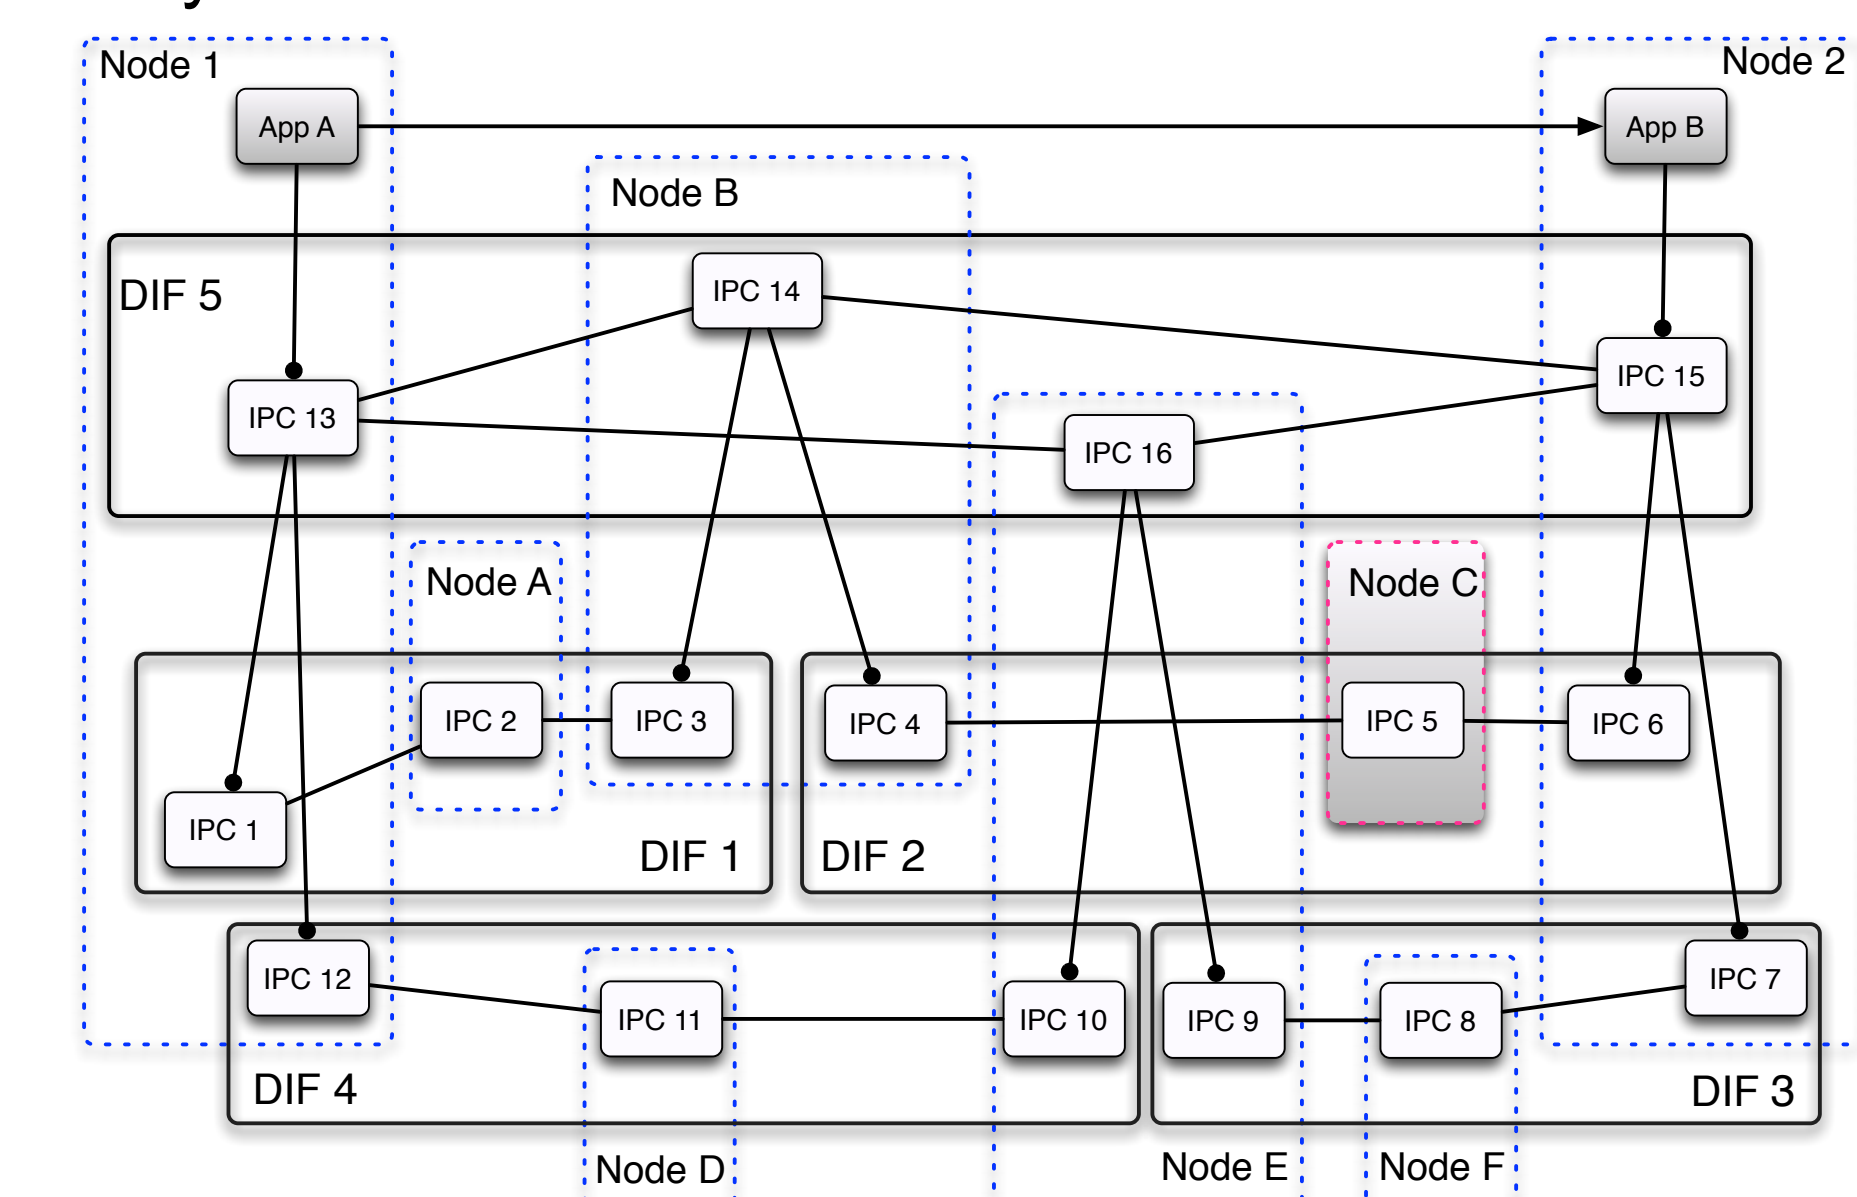 Node 1
Node 2
App A
App B
Node B
DIF 5
IPC 14
IPC 15
IPC 13
IPC 16
Node A
Node C
IPC 2
IPC 3
IPC 4
IPC 5
IPC 6
IPC 1
DIF 1
DIF 2
IPC 12
IPC 11
IPC 10
IPC 9
IPC 8
IPC 7
DIF 4
DIF 3
Node D
Node E
Node F